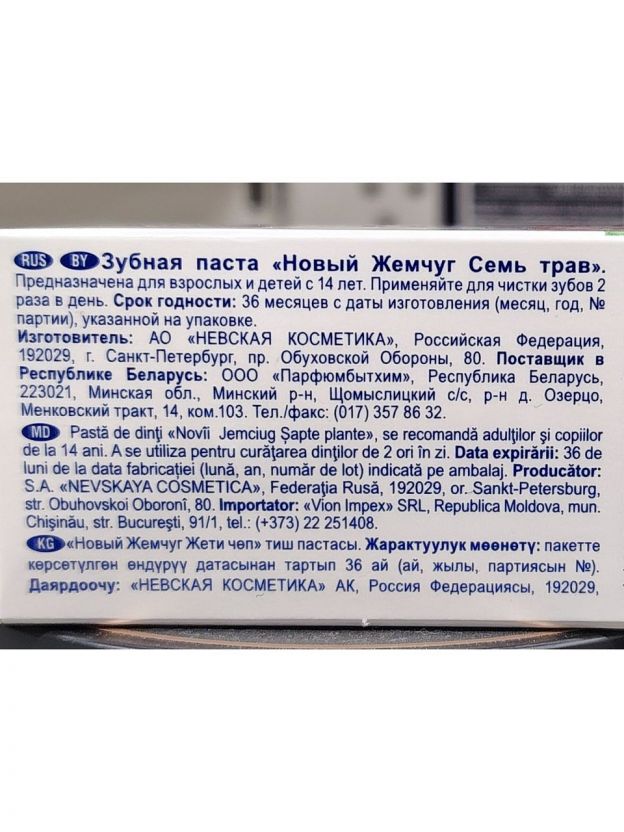 RUS BY Зубная паста «Новый Жемчуг Семь трав».
Предназначена для взрослых и детей с 14 лет. Применяйте для чистки зубов 2
раза в день. Срок годности: 36 месяцев с даты изготовления (месяц, год, №
партии), указанной на упаковке.
Изготовитель: АО «НЕВСКАЯ КОСМЕТИКА», Российская Федерация,
192029, г. Санкт-Петербург, пр. Обуховской Обороны, 80. Поставщик в
Республике Беларусь: ООО «Парфюмбытхим», Республика Беларусь,
223021, Минская обл., Минский р-н, Щомыслицкий с/с, р-н д. Озерцо,
Менковский тракт, 14, ком.103. Тел./факс: (017) 357 86 32.
MD Pastă de dinţi «Novîi Jemciug Şapte plante», se recomandă adulţilor şi copiilor
de la 14 ani. A se utiliza pentru curăţarea dinţilor de 2 ori în zi. Data expirării: 36 de
luni de la data fabricaţiei (lună, an, număr de lot) indicată pe ambalaj. Producător:
S.A. «NEVSKAYA COSMETICA», Federaţia Rusă, 192029, or. Sankt-Petersburg,
str. Obuhovskoi Oboronî, 80. Importator: «Vion Impex» SRL, Republica Moldova, mun.
Chişinău, str. Bucureşti, 91/1, tel.: (+373) 22 251408.
KG «Новый Жемчуг Жети чөп» тиш пастасы. Жарактуулук мөөнөтү: пакетте
көрсөтүлгөн өндүрүү датасынан тартып 36 ай (ай, жылы, партиясын №).
Даярдоочу: «НЕВСКАЯ КОСМЕТИКА» АК, Россия Федерациясы, 192029,